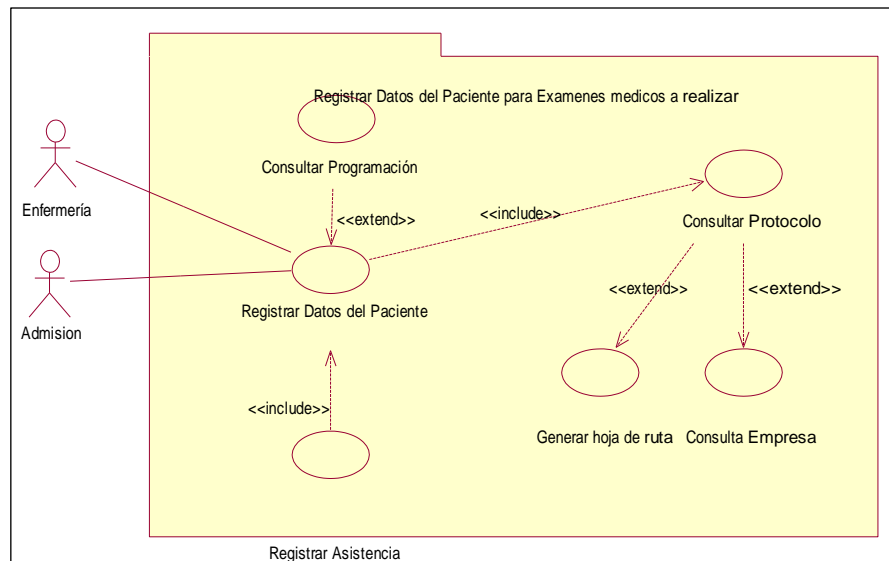 Registrar Datos del Paciente para Examenes medicos a realizar
Consultar Programación
Enfermería
<<extend>>
<<include>>
Consultar Protocolo
Admision
Registrar Datos del Paciente
<<extend>>
<<extend>>
<<include>>
Generar hoja de ruta
Consulta Empresa
Registrar Asistencia